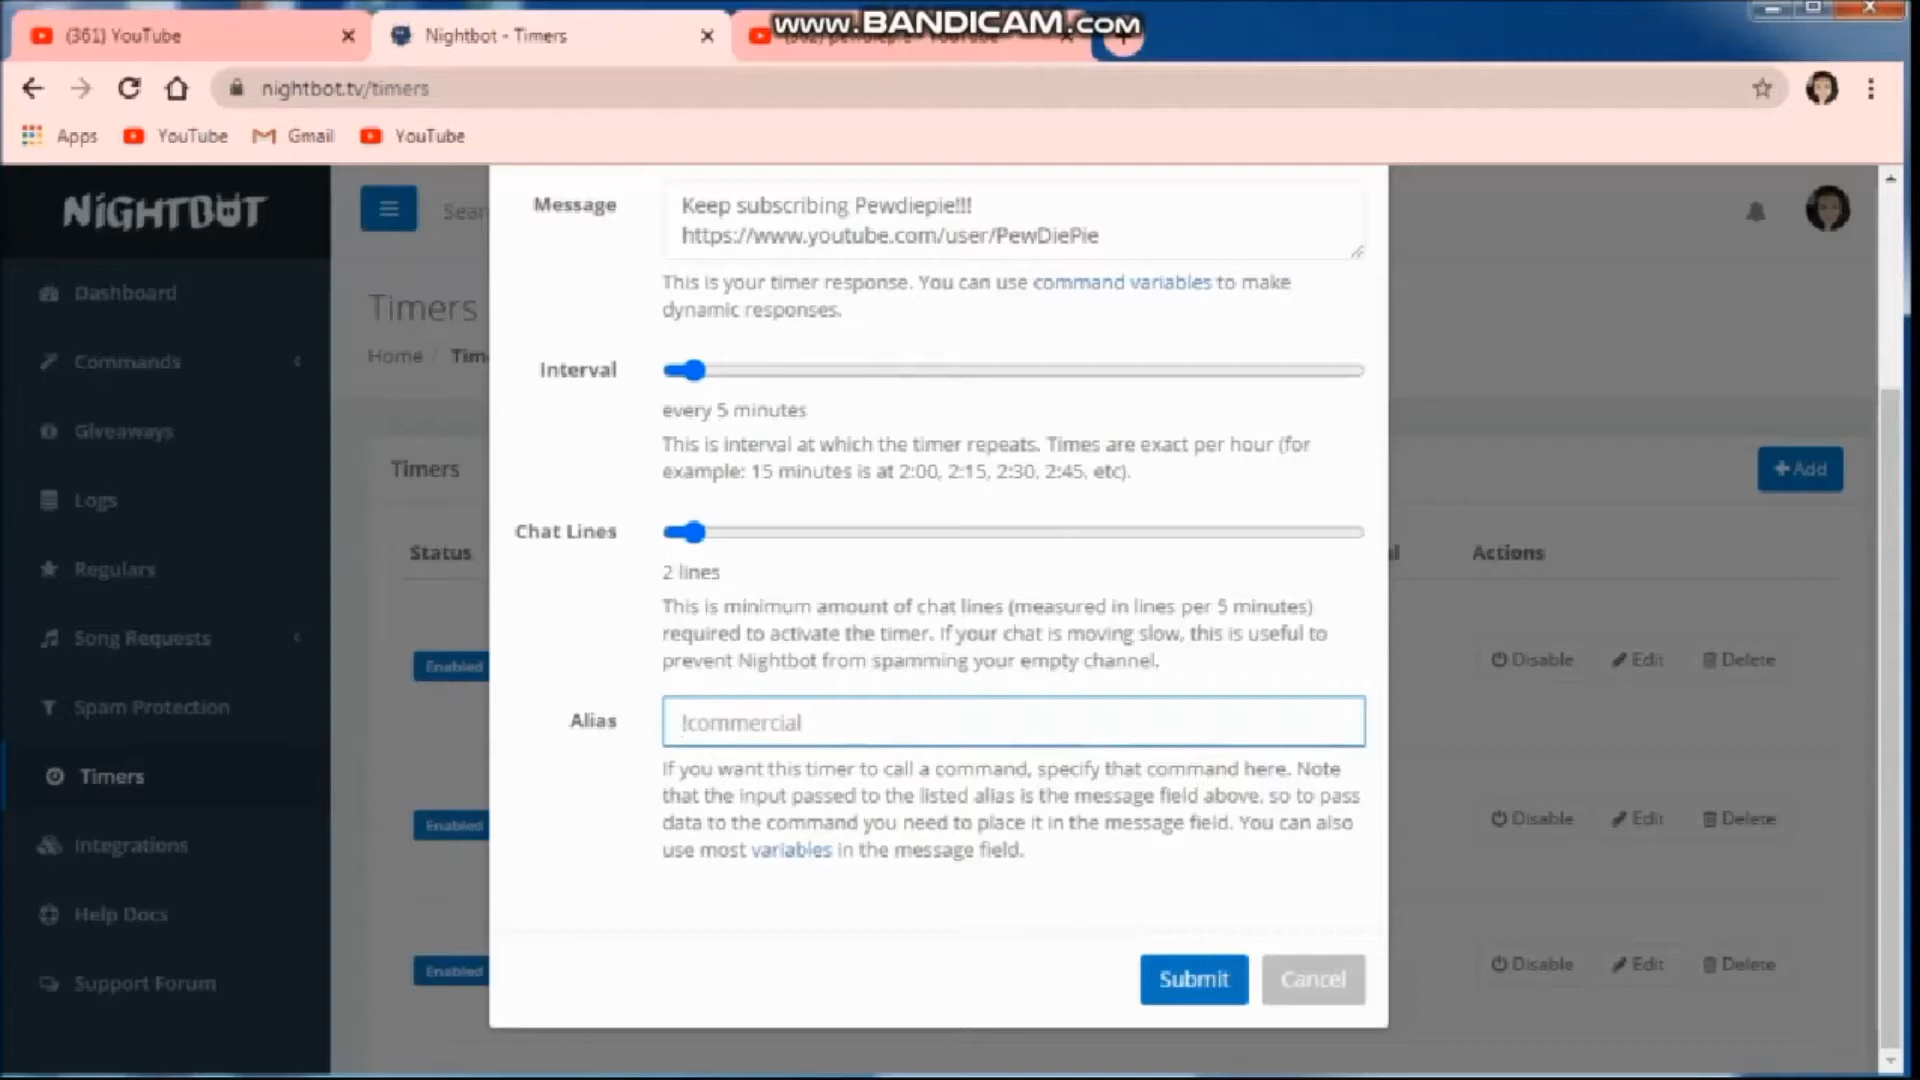 www.BANDICAM.com
(361) YouTube
Nightbot - Timers
nightbot.tv/timers
Apps
YouTube
Gmail
YouTube
NIGHTBOT
Dashboard
Commands
Giveaways
Logs
Regulars
Song Requests
Spam Protection
Timers
Integrations
Help Docs
Support Forum
Sear
Timers
Home / Tim
Timers
+ Add
Status
Actions
Enabled
Disable
Edit
Delete
Enabled
Disable
Edit
Delete
Enabled
Disable
Edit
Delete
Message
Keep subscribing Pewdiepie!!!
https://www.youtube.com/user/PewDiePie
This is your timer response. You can use command variables to make
dynamic responses.
Interval
every 5 minutes
This is interval at which the timer repeats. Times are exact per hour (for
example: 15 minutes is at 2:00, 2:15, 2:30, 2:45, etc).
Chat Lines
2 lines
This is minimum amount of chat lines (measured in lines per 5 minutes)
required to activate the timer. If your chat is moving slow, this is useful to
prevent Nightbot from spamming your empty channel.
Alias
!commercial
If you want this timer to call a command, specify that command here. Note
that the input passed to the listed alias is the message field above, so to pass
data to the command you need to place it in the message field. You can also
use most variables in the message field.
Submit
Cancel